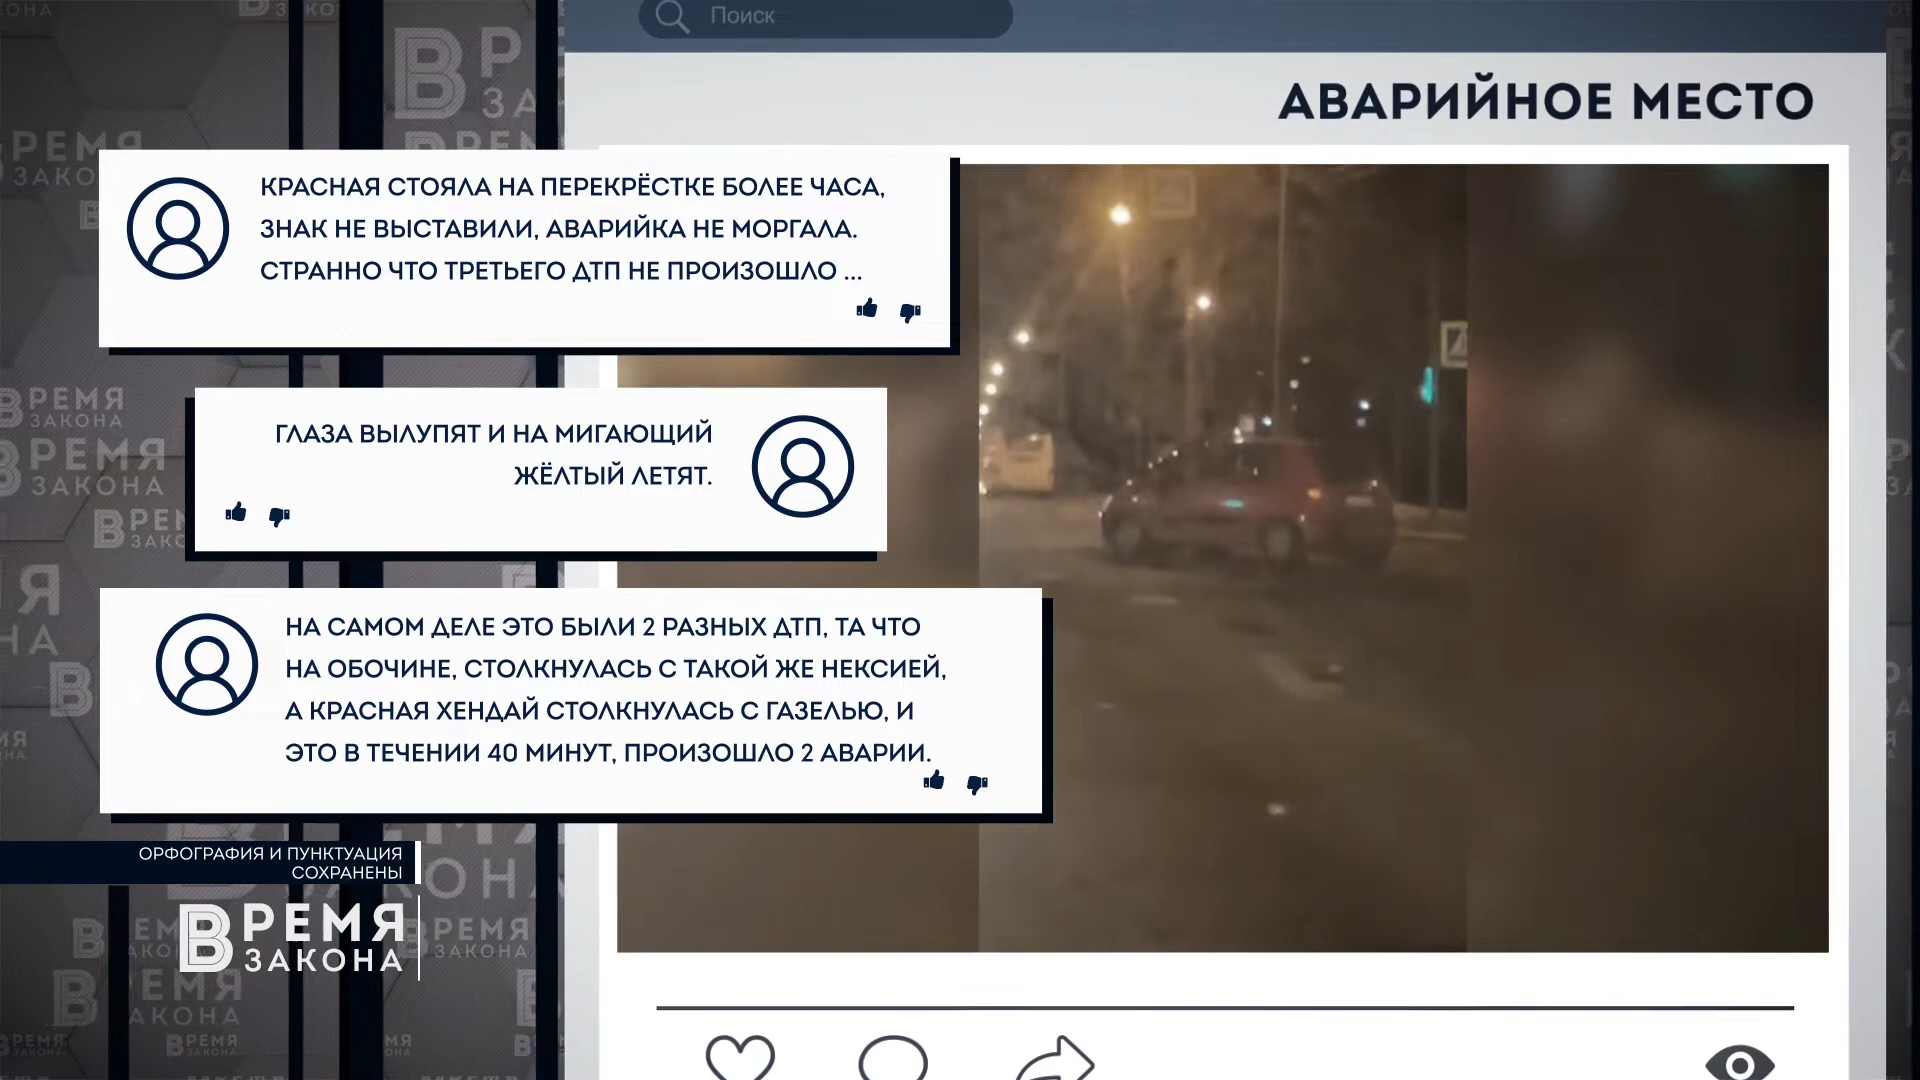 Поиск
АВАРИЙНОЕ МЕСТО
КРАСНАЯ СТОЯЛА НА ПЕРЕКРЁСТКЕ БОЛЕЕ ЧАСА,
ЗНАК НЕ ВЫСТАВИЛИ, АВАРИЙКА НЕ МОРГАЛА.
СТРАННО ЧТО ТРЕТЬЕГО ДТП НЕ ПРОИЗОШЛО ...
ГЛАЗА ВЫЛУПЯТ И НА МИГАЮЩИЙ
ЖЁЛТЫЙ ЛЕТЯТ.
НА САМОМ ДЕЛЕ ЭТО БЫЛИ 2 РАЗНЫХ ДТП, ТА ЧТО
НА ОБОЧИНЕ, СТОЛКНУЛАСЬ С ТАКОЙ ЖЕ НЕКСИЕЙ,
А КРАСНАЯ ХЕНДАЙ СТОЛКНУЛАСЬ С ГАЗЕЛЬЮ, И
ЭТО В ТЕЧЕНИИ 40 МИНУТ, ПРОИЗОШЛО 2 АВАРИИ.
ОРФОГРАФИЯ И ПУНКТУАЦИЯ
СОХРАНЕНЫ
ВРЕМЯ
ЗАКОНА